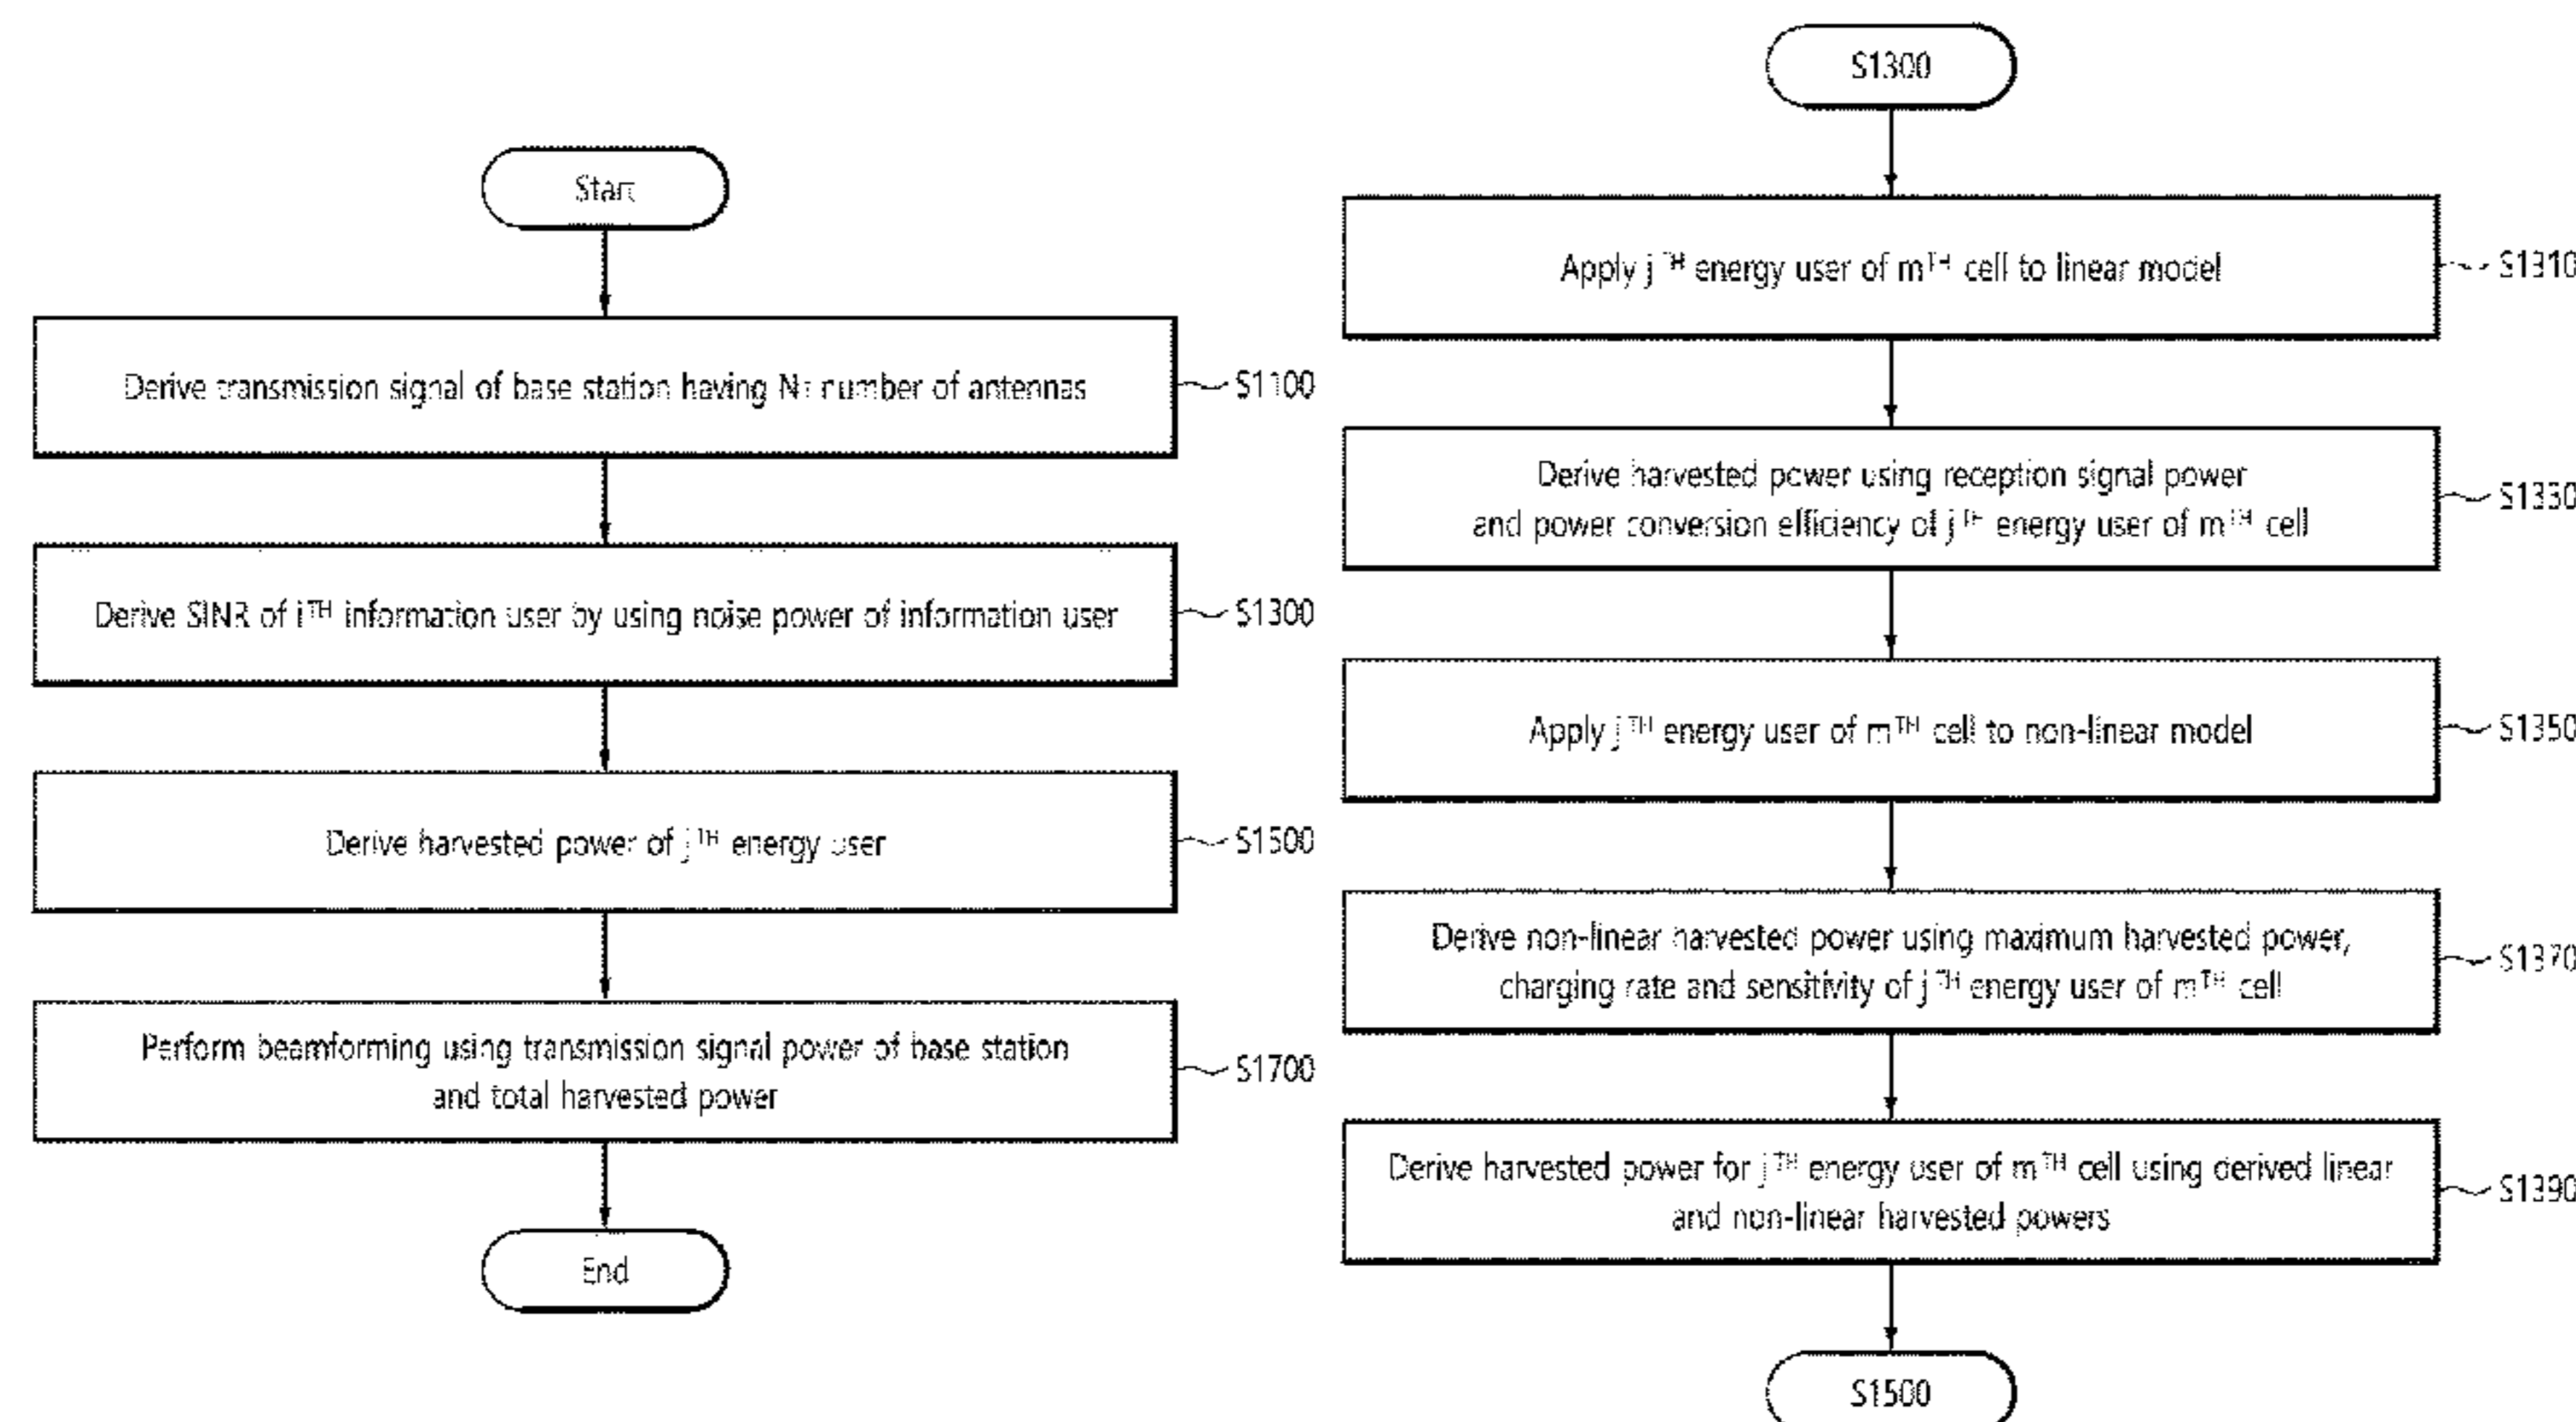 Start
Derive transmission signal of base station having NT number of antennas
S1100
Derive SINR of iTH information user by using noise power of information user
S1300
Derive harvested power of jTH energy user
S1500
Perform beamforming using transmission signal power of base station
and total harvested power
S1700
End
S1300
Apply jTH energy user of mTH cell to linear model
S1310
Derive harvested power using reception signal power
and power conversion efficiency of jTH energy user of mTH cell
S1330
Apply jTH energy user of mTH cell to non-linear model
S1350
Derive non-linear harvested power using maximum harvested power,
charging rate and sensitivity of jTH energy user of mTH cell
S1370
Derive harvested power for jTH energy user of mTH cell using derived linear
and non-linear harvested powers
S1390
S1500